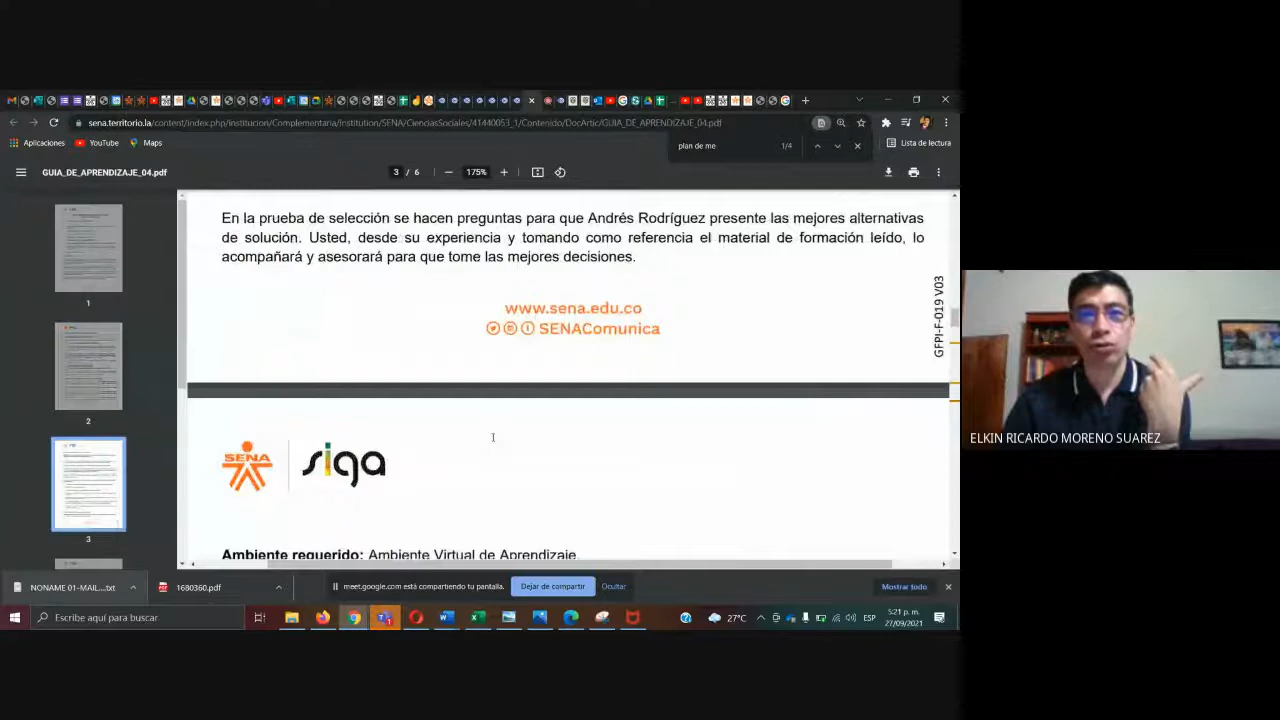 sena.territorio.la/content/index.php/institucion/Complementaria/institution/SENA/CienciasSociales/41440053_1/Contenido/DocArtic/GUIA_DE_APRENDIZAJE_04.pdf
Aplicaciones
YouTube
Maps
plan de me
1/4
Lista de lectura
GUIA_DE_APRENDIZAJE_04.pdf
3 / 6
175%
En la prueba de selección se hacen preguntas para que Andrés Rodríguez presente las mejores alternativas
de solución. Usted, desde su experiencia y tomando como referencia el material de formación leído, lo
acompañará y asesorará para que tome las mejores decisiones.
www.sena.edu.co
SENAComunica
GFPI-F-019 V03
1
2
3
SENA
siga
Ambiente requerido: Ambiente Virtual de Aprendizaje.
ELKIN RICARDO MORENO SUAREZ
NONAME 01-MAIL....txt
1680360.pdf
meet.google.com está compartiendo tu pantalla.
Dejar de compartir
Ocultar
Mostrar todo
Escribe aquí para buscar
27°C
ESP
5:21 p. m.
27/09/2021